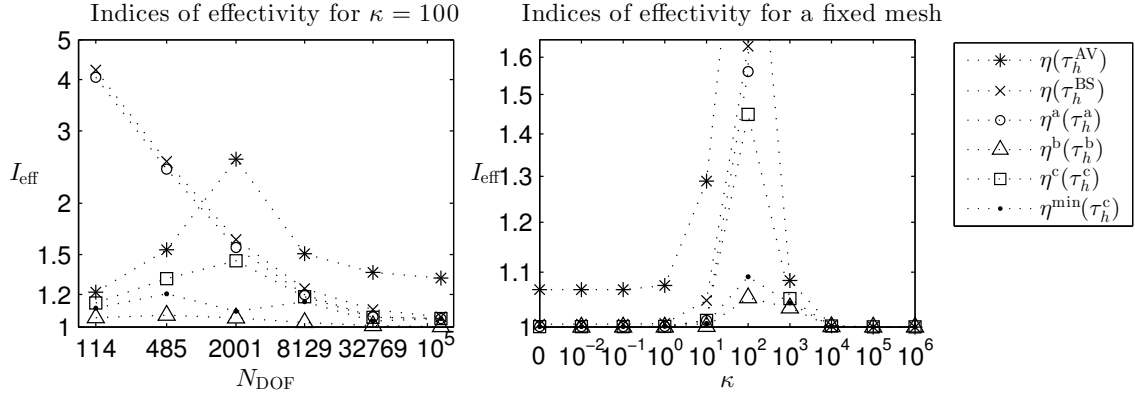 Indices of effectivity for κ = 100
5
4
3
2
1.5
1.2
1
I_eff
114 485 2001 8129 32769 10^5
N_DOF
Indices of effectivity for a fixed mesh
1.6
1.5
1.4
1.3
1.2
1.1
1
I_eff
0 10^-2 10^-1 10^0 10^1 10^2 10^3 10^4 10^5 10^6
κ
η(τ_h^AV)
η(τ_h^BS)
η^a(τ_h^a)
η^b(τ_h^b)
η^c(τ_h^c)
η^min(τ_h^c)